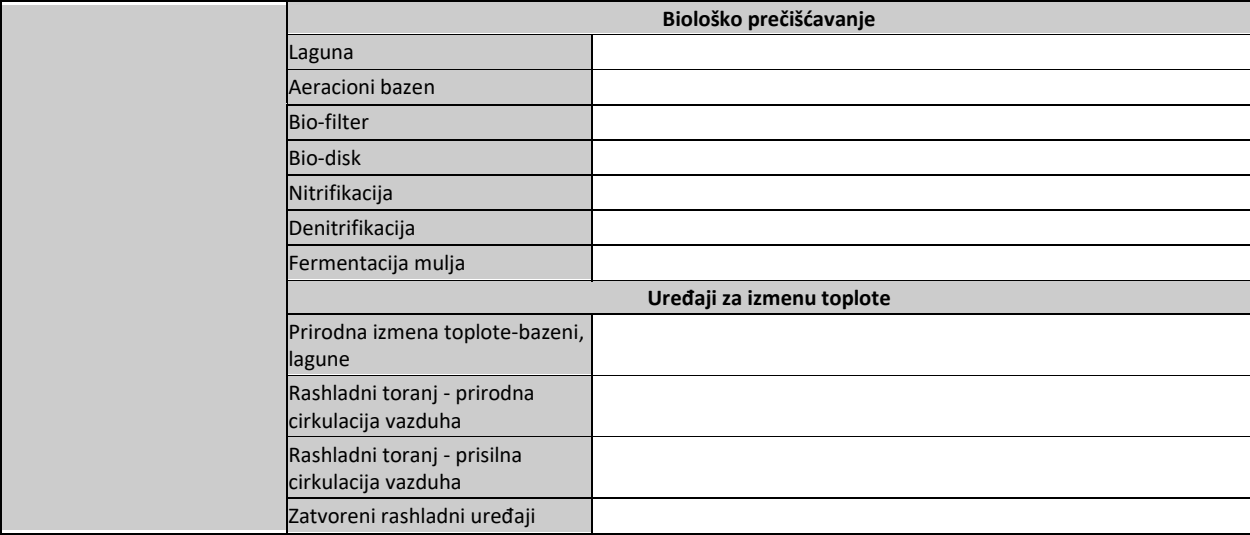 Biološko prečišćavanje
Laguna
Aeracioni bazen
Bio-filter
Bio-disk
Nitrifikacija
Denitrifikacija
Fermentacija mulja
Uređaji za izmenu toplote
Prirodna izmena toplote-bazeni,
lagune
Rashladni toranj - prirodna
cirkulacija vazduha
Rashladni toranj - prisilna
cirkulacija vazduha
Zatvoreni rashladni uređaji